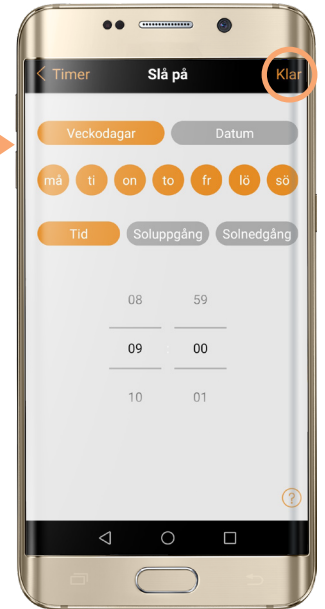 < Timer Slå på Klar
Veckodagar Datum
må ti on to fr lö sö
Tid Soluppgång Solnedgång
08 59
09 00
10 01
?